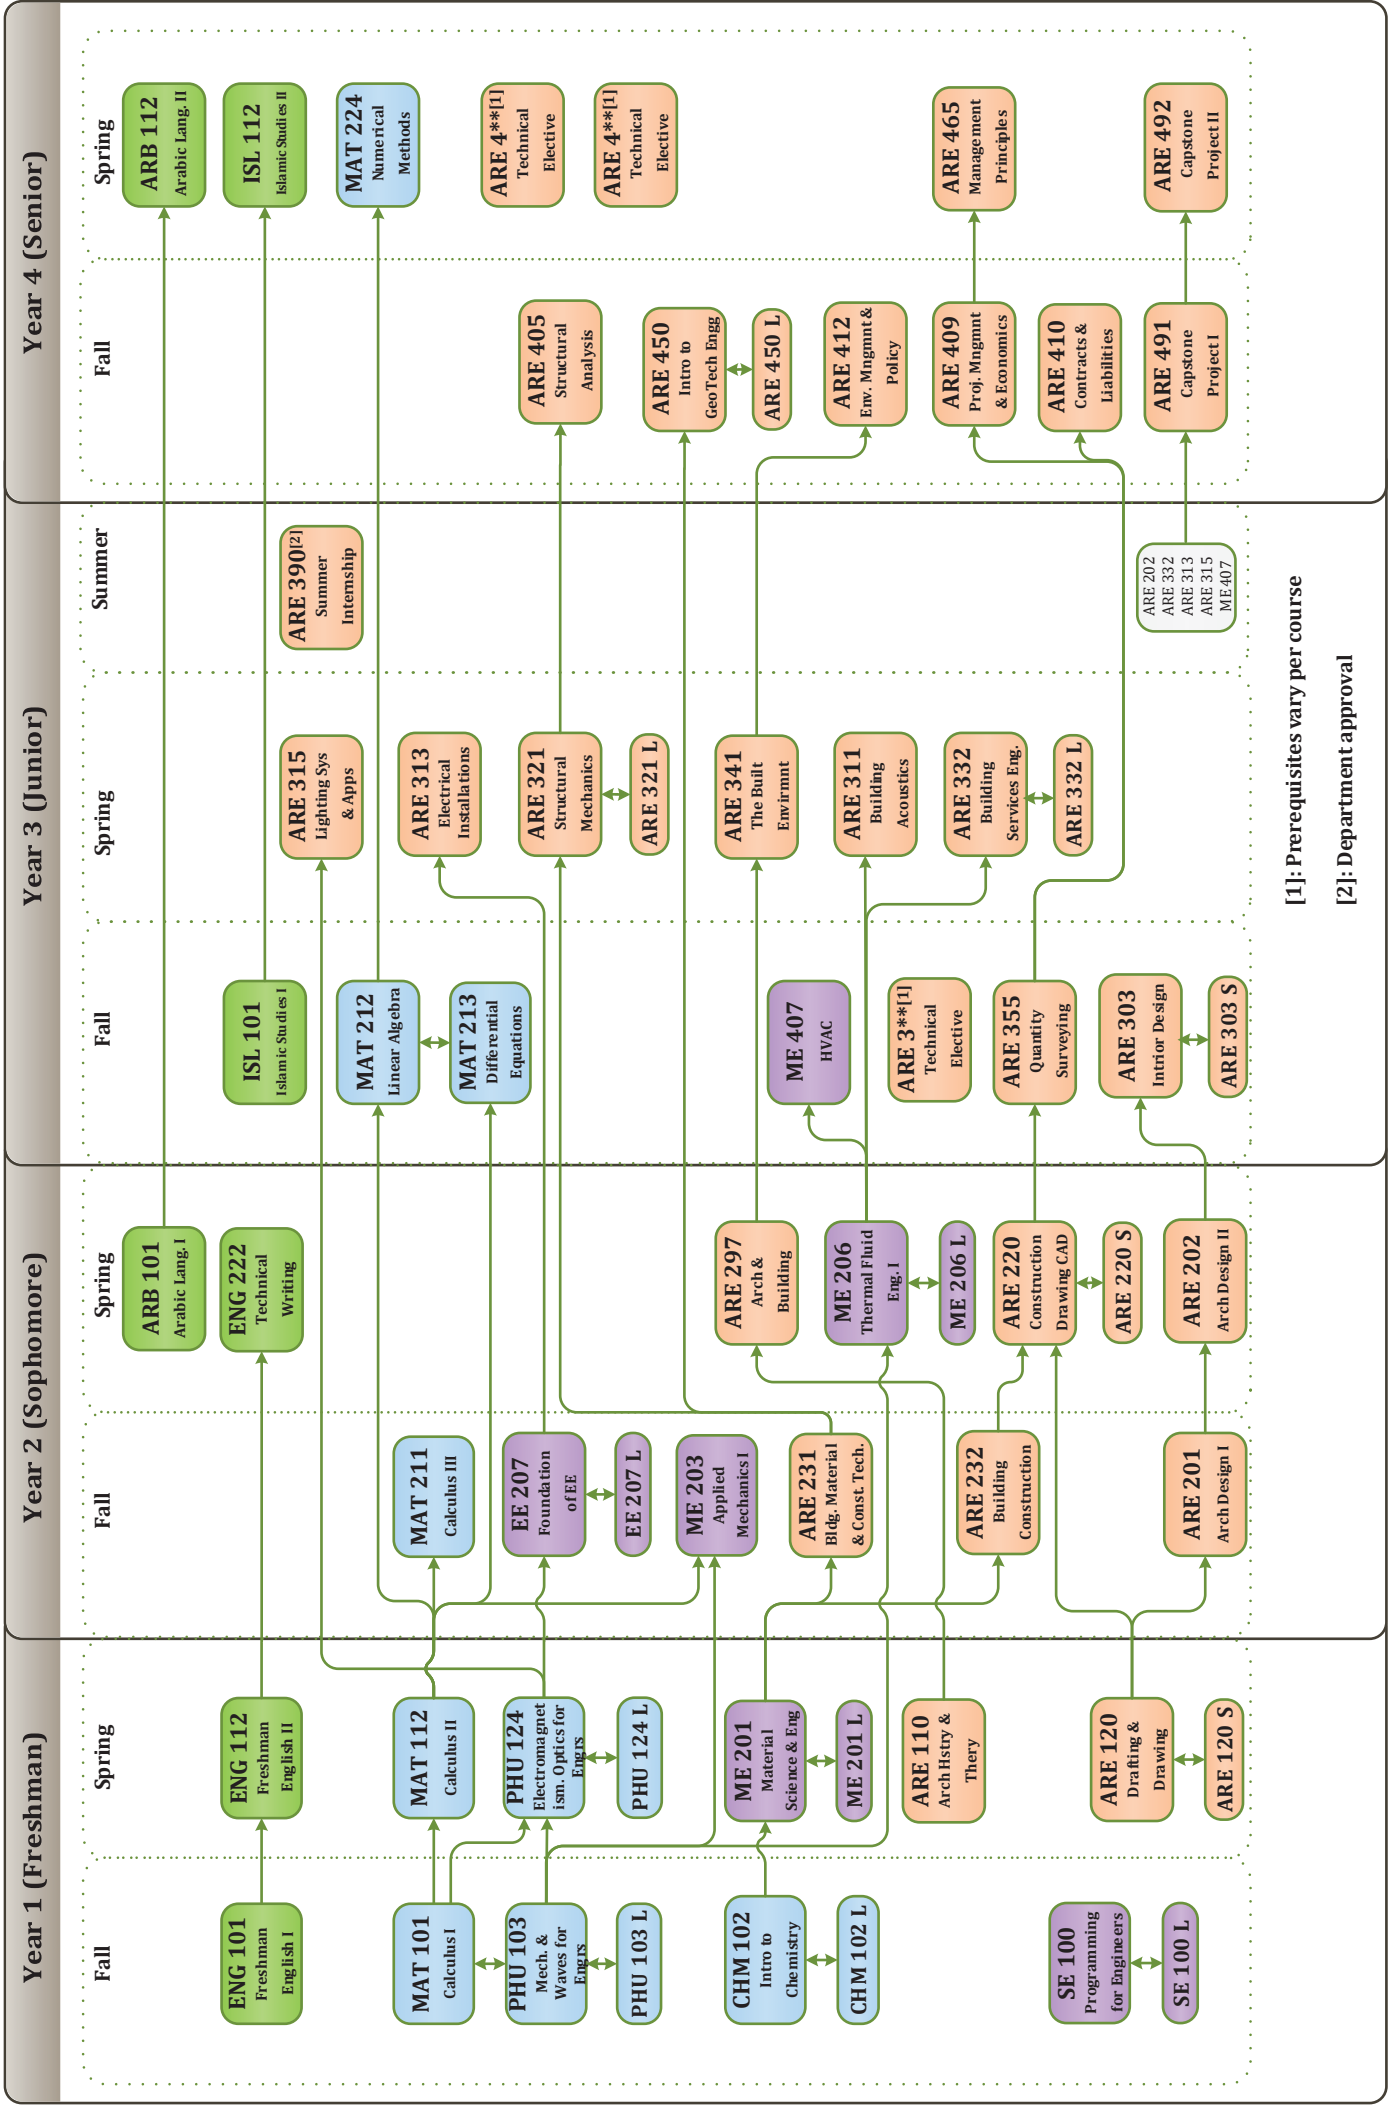 Year 1 (Freshman)
Fall
ENG 101
Freshman
English I
MAT 101
Calculus I
PHU 103
Mech. &
Waves for
Engrs
PHU 103 L
CHM 102
Intro to
Chemistry
CHM 102 L
SE 100
Programming
for Engineers
SE 100 L
Spring
ENG 112
Freshman
English II
MAT 112
Calculus II
PHU 124
Electromagnet
ism. Optics for
Engrs
PHU 124 L
ME 201
Material
Science & Eng
ME 201 L
ARE 110
Arch Hstry &
Thery
ARE 120
Drafting &
Drawing
ARE 120 S
Year 2 (Sophomore)
Fall
MAT 211
Calculus III
EE 207
Foundation
of EE
EE 207 L
ME 203
Applied
Mechanics I
ARE 231
Bldg. Material
& Const. Tech.
ARE 232
Building
Construction
ARE 201
Arch Design I
Spring
ARB 101
Arabic Lang. I
ENG 222
Technical
Writing
ARE 297
Arch &
Building
ME 206
Thermal Fluid
Eng. I
ME 206 L
ARE 220
Construction
Drawing CAD
ARE 220 S
ARE 202
Arch Design II
Year 3 (Junior)
Fall
ISL 101
Islamic Studies I
MAT 212
Linear Algebra
MAT 213
Differential
Equations
ME 407
HVAC
ARE 3**[1]
Technical
Elective
ARE 355
Quantity
Surveying
ARE 303
Intrior Design
ARE 303 S
Spring
ARE 315
Lighting Sys
& Apps
ARE 313
Electrical
Installations
ARE 321
Structural
Mechanics
ARE 321 L
ARE 341
The Built
Envirmnt
ARE 311
Building
Acoustics
ARE 332
Building
Services Eng.
ARE 332 L
Summer
ARE 390[2]
Summer
Internship
ARE 202
ARE 332
ARE 313
ARE 315
ME407
Year 4 (Senior)
Fall
ARE 405
Structural
Analysis
ARE 450
Intro to
GeoTech Engg
ARE 450 L
ARE 412
Env. Mngmnt &
Policy
ARE 409
Proj. Mngmnt
& Economics
ARE 410
Contracts &
Liabilities
ARE 491
Capstone
Project I
Spring
ARB 112
Arabic Lang. II
ISL 112
Islamic Studies II
MAT 224
Numerical
Methods
ARE 4**[1]
Technical
Elective
ARE 4**[1]
Technical
Elective
ARE 465
Management
Principles
ARE 492
Capstone
Project II
[1]: Prerequisites vary per course
[2]: Department approval